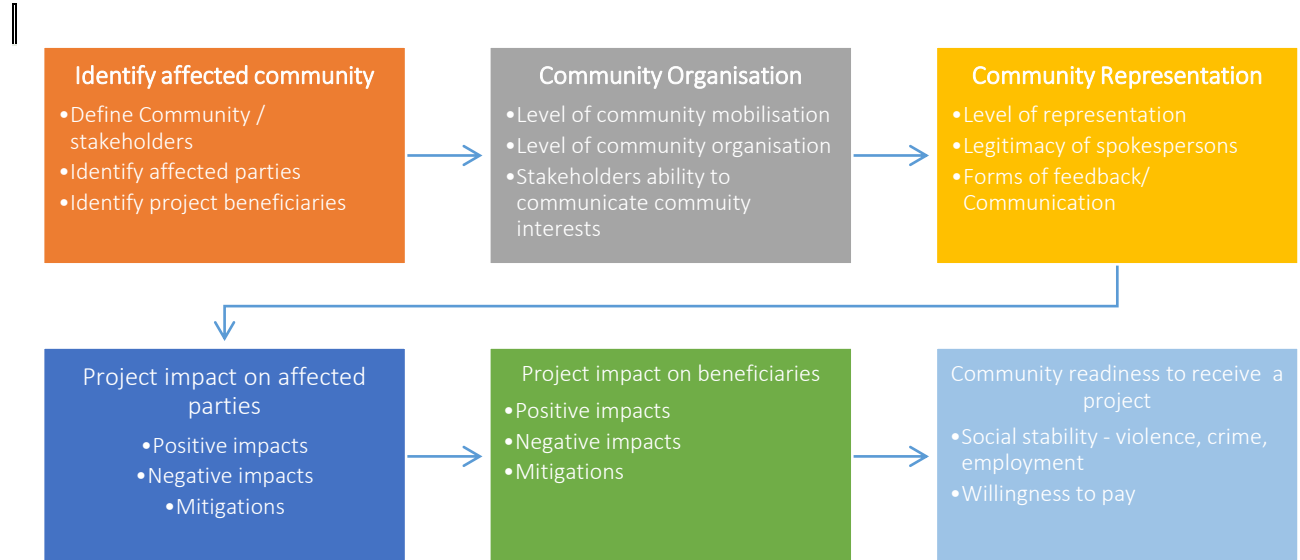 Identify affected community
•Define Community /
stakeholders
•Identify affected parties
•Identify project beneficiaries
Community Organisation
•Level of community mobilisation
•Level of community organisation
•Stakeholders ability to
communicate commuity
interests
Community Representation
•Level of representation
•Legitimacy of spokespersons
•Forms of feedback/
Communication
Project impact on affected
parties
•Positive impacts
•Negative impacts
•Mitigations
Project impact on beneficiaries
•Positive impacts
•Negative impacts
•Mitigations
Community readiness to receive a
project
•Social stability - violence, crime,
employment
•Willingness to pay